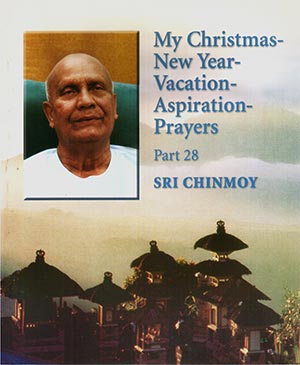 My Christmas-
New Year-
Vacation-
Aspiration-
Prayers
Part 28
SRI CHINMOY